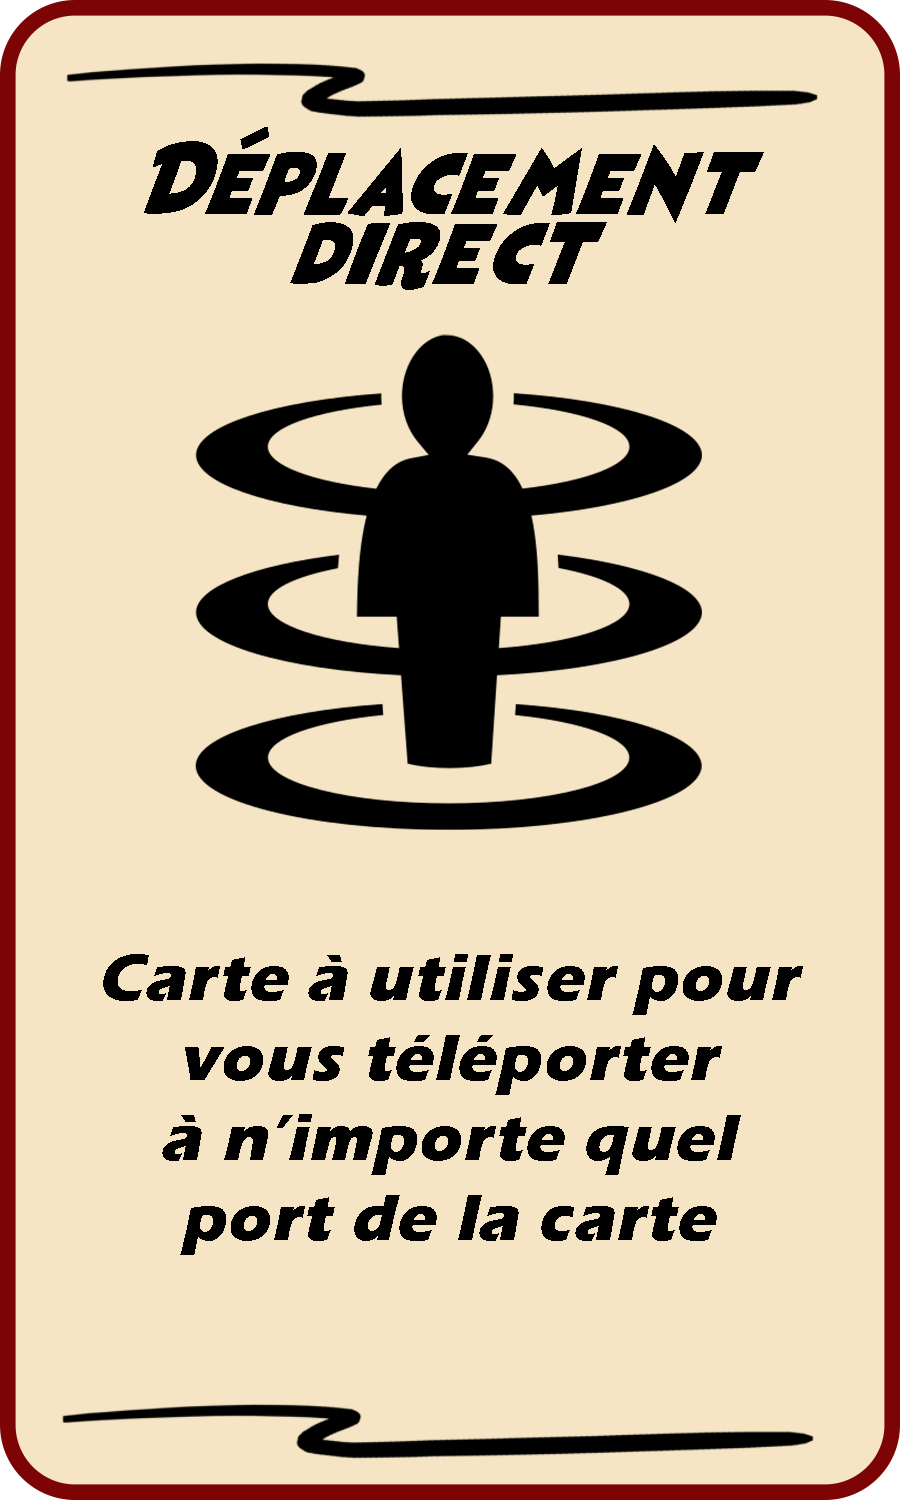 DÉPLACEMENT
DIRECT
Carte à utiliser pour
vous téléporter
à n'importe quel
port de la carte